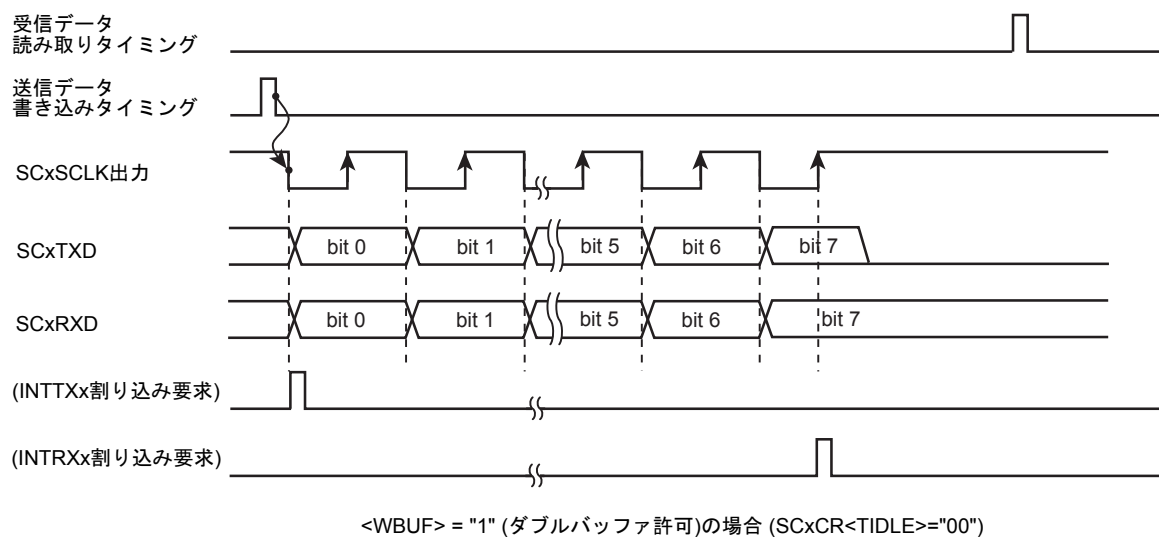 受信データ
読み取りタイミング
送信データ
書き込みタイミング
SCxSCLK出力
SCxTXD
bit 0
bit 1
bit 5
bit 6
bit 7
SCxRXD
bit 0
bit 1
bit 5
bit 6
bit 7
(INTTXx割り込み要求)
(INTRXx割り込み要求)
<WBUF> = "1" (ダブルバッファ許可)の場合 (SCxCR<TIDLE>="00")